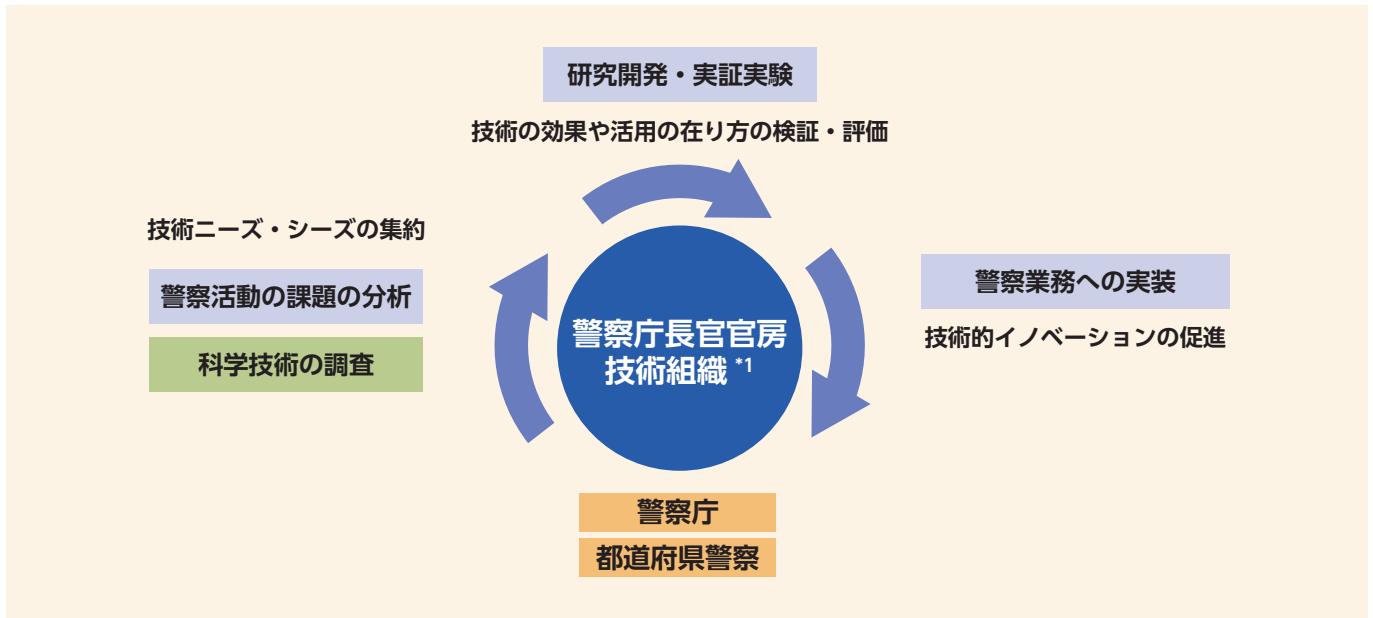 研究開発・実証実験
技術の効果や活用の在り方の検証・評価
技術ニーズ・シーズの集約
警察活動の課題の分析
科学技術の調査
警察庁長官官房
技術組織 *1
警察業務への実装
技術的イノベーションの促進
警察庁
都道府県警察